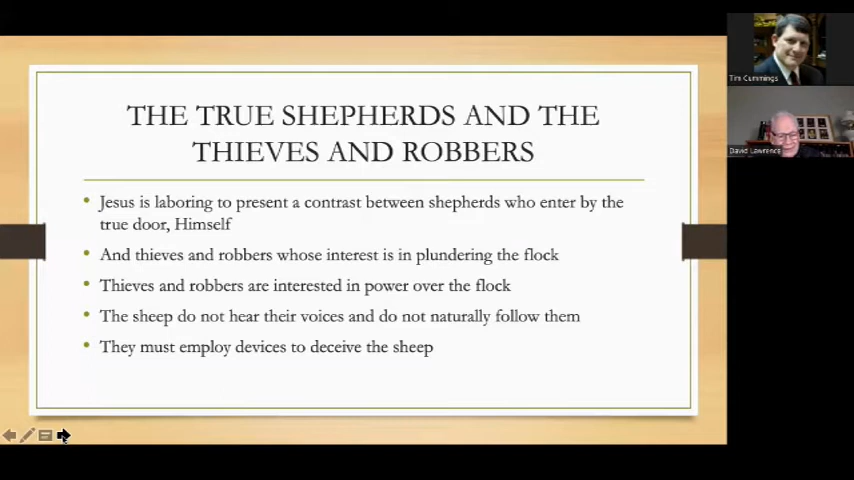 THE TRUE SHEPHERDS AND THE
THIEVES AND ROBBERS
Jesus is laboring to present a contrast between shepherds who enter by the
true door, Himself
And thieves and robbers whose interest is in plundering the flock
Thieves and robbers are interested in power over the flock
The sheep do not hear their voices and do not naturally follow them
They must employ devices to deceive the sheep
Tim Cummings
David Lawrence